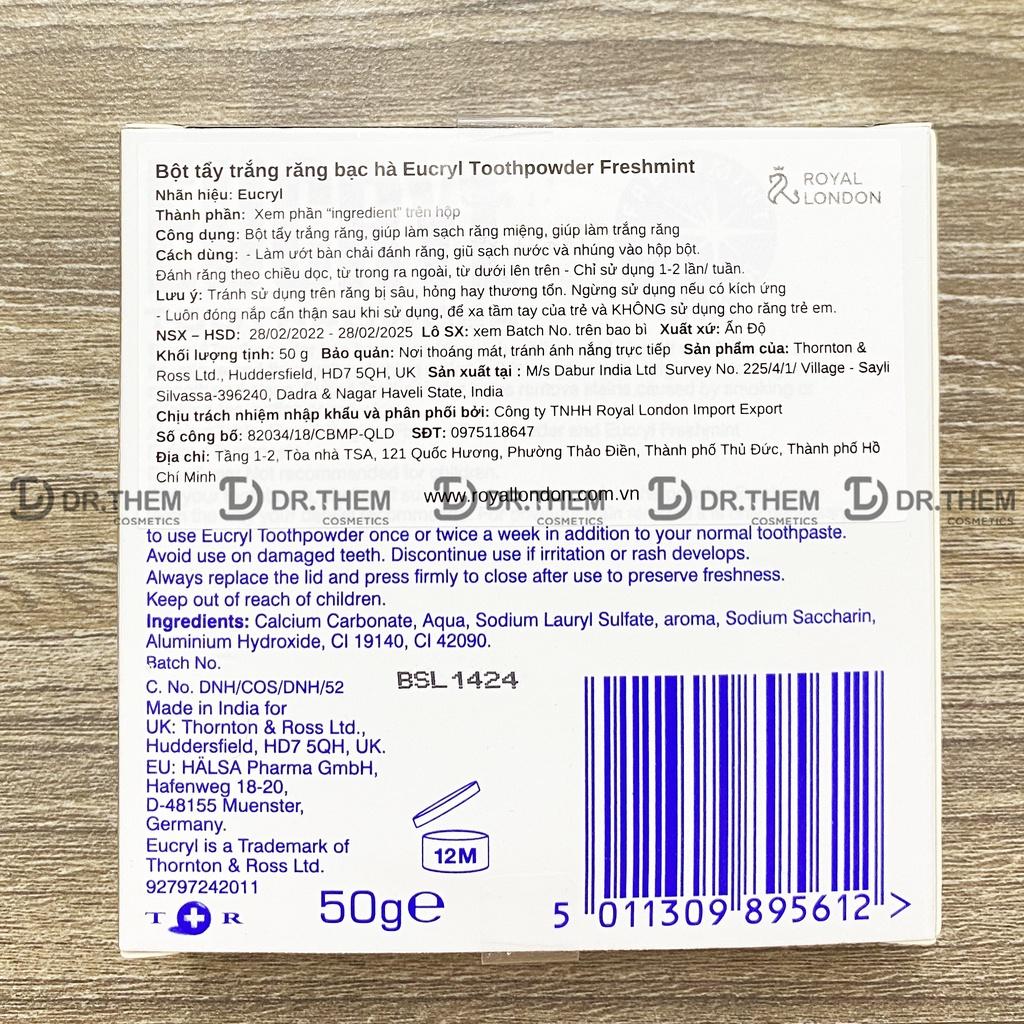 Bột tẩy trắng răng bạc hà Eucryl Toothpowder Freshmint
ROYAL
LONDON
Nhãn hiệu: Eucryl
Thành phần: Xem phần “ingredient” trên hộp
Công dụng: Bột tẩy trắng răng, giúp làm sạch răng miệng, giúp làm trắng răng
Cách dùng: - Làm ướt bàn chải đánh răng, giũ sạch nước và nhúng vào hộp bột.
Đánh răng theo chiều dọc, từ trong ra ngoài, từ dưới lên trên - Chỉ sử dụng 1-2 lần/ tuần.
Lưu ý: Tránh sử dụng trên răng bị sâu, hỏng hay thương tổn. Ngừng sử dụng nếu có kích ứng
- Luôn đóng nắp cẩn thận sau khi sử dụng, để xa tầm tay của trẻ và KHÔNG sử dụng cho răng trẻ em.
NSX – HSD: 28/02/2022 - 28/02/2025 Lô SX: xem Batch No. trên bao bì Xuất xứ: Ấn Độ
Khối lượng tịnh: 50 g Bảo quản: Nơi thoáng mát, tránh ánh nắng trực tiếp Sản phẩm của: Thornton &
Ross Ltd., Huddersfield, HD7 5QH, UK Sản xuất tại : M/s Dabur India Ltd Survey No. 225/4/1/ Village - Sayli
Silvassa-396240, Dadra & Nagar Haveli State, India
Chịu trách nhiệm nhập khẩu và phân phối bởi: Công ty TNHH Royal London Import Export
Số công bố: 82034/18/CBMP-QLD SĐT: 0975118647
Địa chỉ: Tầng 1-2, Tòa nhà TSA, 121 Quốc Hương, Phường Thảo Điền, Thành phố Thủ Đức, Thành phố Hồ
Chí Minh
www.royallondon.com.vn
DR.THEM COSMETICS DR.THEM COSMETICS DR.THEM COSMETICS DR.THEM COSMETICS DR.THEM COSMETICS
to use Eucryl Toothpowder once or twice a week in addition to your normal toothpaste.
Avoid use on damaged teeth. Discontinue use if irritation or rash develops.
Always replace the lid and press firmly to close after use to preserve freshness.
Keep out of reach of children.
Ingredients: Calcium Carbonate, Aqua, Sodium Lauryl Sulfate, aroma, Sodium Saccharin,
Aluminium Hydroxide, CI 19140, CI 42090.
Batch No.
BSL 1424
C. No. DNH/COS/DNH/52
Made in India for
UK: Thornton & Ross Ltd.,
Huddersfield, HD7 5QH, UK.
EU: HÄLSA Pharma GmbH,
Hafenweg 18-20,
D-48155 Muenster,
Germany.
Eucryl is a Trademark of
Thornton & Ross Ltd.
92797242011
T R
12M
50g℮
5 011309 895612 >